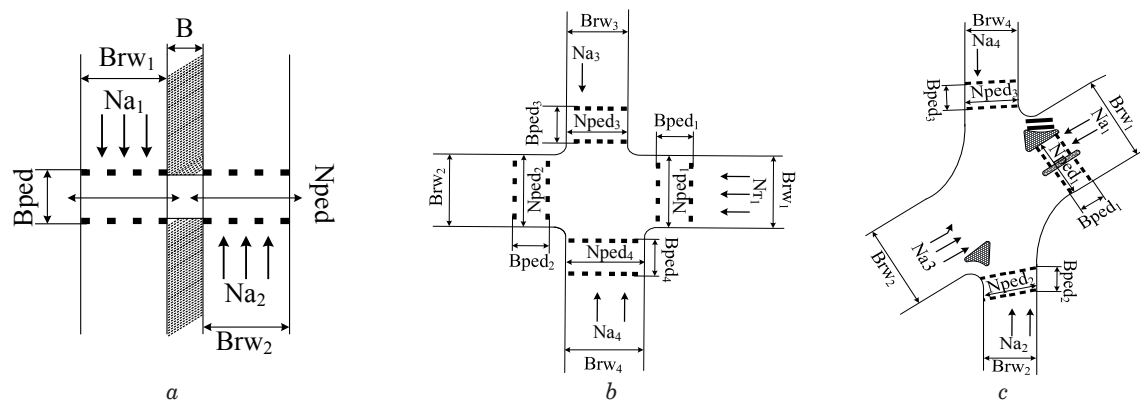 B
Brw₁
Na₁
Bped
Nped
Na₂
Brw₂
a
Brw₃
Na₃
Bped₃
Nped₃
Bped₁
Brw₂
Nped₂
Nped₁
N_T₁
Brw₁
Bped₂
Nped₄
Bped₄
Na₄
Brw₄
b
Brw₄
Na₄
Bped₃
Nped₃
Brw₁
Na₁
Nped₁
Bped₁
Na3
Brw₂
Nped₂
Bped₂
Na₂
Brw₂
c